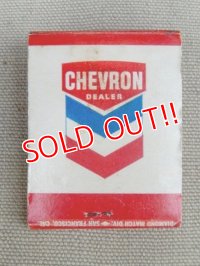 CHEVRON
DEALER
SOLD OUT!!
DIAMOND MATCH DIV. SAN FRANCISCO, CAL.